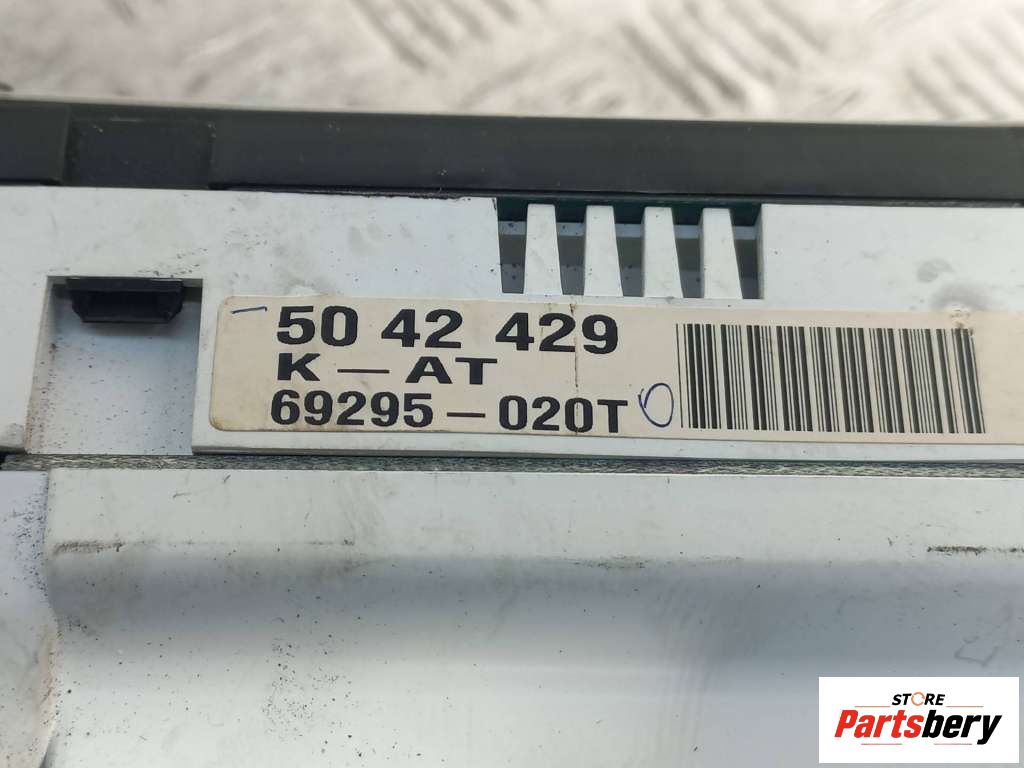 50 42 429
K - AT
69295 - 020T
STORE
Partsbery